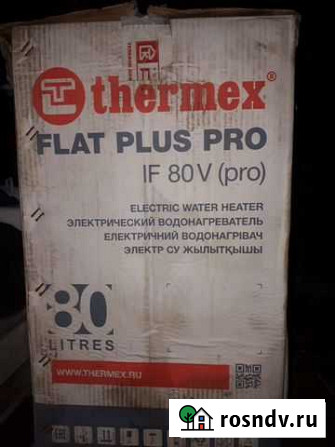 thermex®
FLAT PLUS PRO
IF 80 V (pro)
ELECTRIC WATER HEATER
ЭЛЕКТРИЧЕСКИЙ ВОДОНАГРЕВАТЕЛЬ
ЕЛЕКТРИЧНИЙ ВОДОНАГРІВАЧ
ЭЛЕКТР СУ ЖЫЛЫТҚЫШЫ
80
LITRES
WWW.THERMEX.RU
rosndv.ru